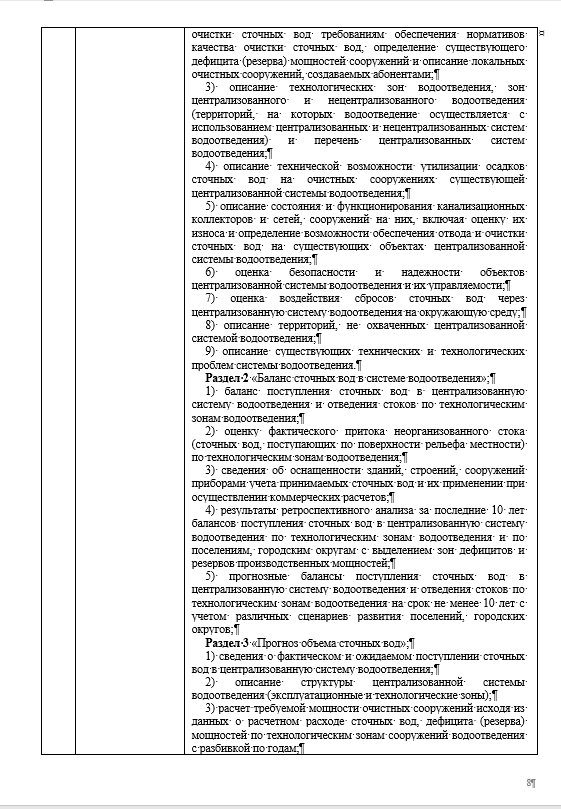 очистки сточных вод требованиям обеспечения нормативов
качества очистки сточных вод, определение существующего
дефицита (резерва) мощностей сооружений и описание локальных
очистных сооружений, создаваемых абонентами;¶
3) описание технологических зон водоотведения, зон
централизованного и нецентрализованного водоотведения
(территорий, на которых водоотведение осуществляется с
использованием централизованных и нецентрализованных систем
водоотведения) и перечень централизованных систем
водоотведения;¶
4) описание технической возможности утилизации осадков
сточных вод на очистных сооружениях существующей
централизованной системы водоотведения;¶
5) описание состояния и функционирования канализационных
коллекторов и сетей, сооружений на них, включая оценку их
износа и определение возможности обеспечения отвода и очистки
сточных вод на существующих объектах централизованной
системы водоотведения;¶
6) оценка безопасности и надежности объектов
централизованной системы водоотведения и их управляемости;¶
7) оценка воздействия сбросов сточных вод через
централизованную систему водоотведения на окружающую среду;¶
8) описание территорий, не охваченных централизованной
системой водоотведения;¶
9) описание существующих технических и технологических
проблем системы водоотведения.¶
Раздел 2 «Баланс сточных вод в системе водоотведения»;¶
1) баланс поступления сточных вод в централизованную
систему водоотведения и отведения стоков по технологическим
зонам водоотведения;¶
2) оценку фактического притока неорганизованного стока
(сточных вод, поступающих по поверхности рельефа местности)
по технологическим зонам водоотведения;¶
3) сведения об оснащенности зданий, строений, сооружений
приборами учета принимаемых сточных вод и их применении при
осуществлении коммерческих расчетов;¶
4) результаты ретроспективного анализа за последние 10 лет
балансов поступления сточных вод в централизованную систему
водоотведения по технологическим зонам водоотведения и по
поселениям, городским округам с выделением зон дефицитов и
резервов производственных мощностей;¶
5) прогнозные балансы поступления сточных вод в
централизованную систему водоотведения и отведения стоков по
технологическим зонам водоотведения на срок не менее 10 лет с
учетом различных сценариев развития поселений, городских
округов;¶
Раздел 3 «Прогноз объема сточных вод»;¶
1) сведения о фактическом и ожидаемом поступлении сточных
вод в централизованную систему водоотведения;¶
2) описание структуры централизованной системы
водоотведения (эксплуатационные и технологические зоны);¶
3) расчет требуемой мощности очистных сооружений исходя из
данных о расчетном расходе сточных вод, дефицита (резерва)
мощностей по технологическим зонам сооружений водоотведения
с разбивкой по годам;¶
8¶